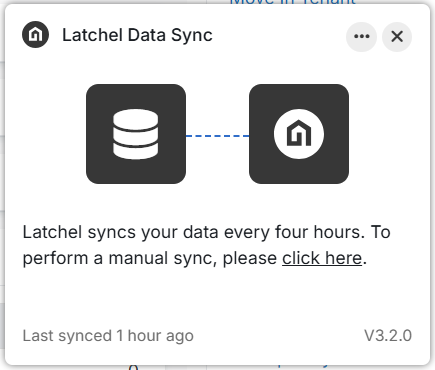 Move In Tenant
Latchel Data Sync
Latchel syncs your data every four hours. To
perform a manual sync, please click here.
Last synced 1 hour ago
V3.2.0